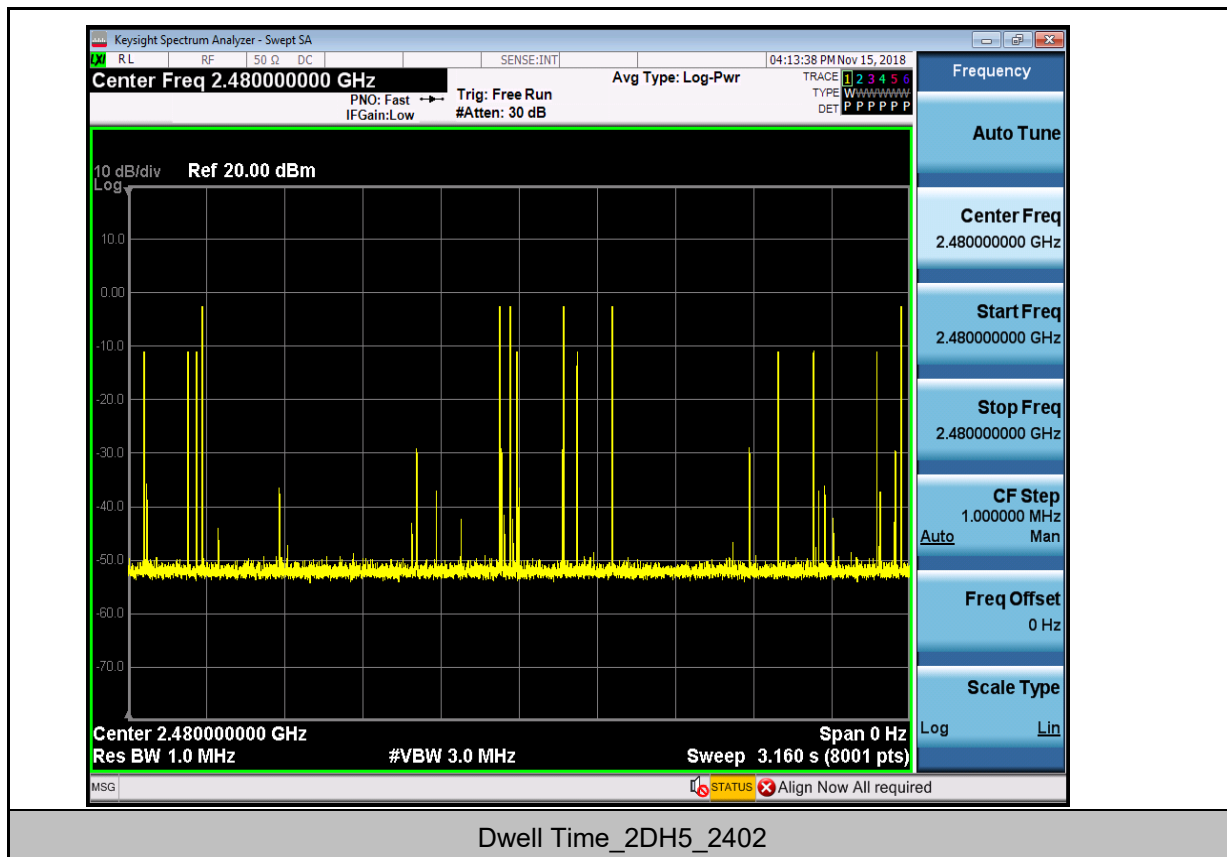 Keysight Spectrum Analyzer - Swept SA
LXI RL RF 50 Ω DC SENSE:INT 04:13:38 PM Nov 15, 2018
Center Freq 2.480000000 GHz
PNO: Fast
IFGain:Low
Trig: Free Run
#Atten: 30 dB
Avg Type: Log-Pwr
TRACE 1 2 3 4 5 6
TYPE WWWWWW
DET P P P P P P
10 dB/div
Log
Ref 20.00 dBm
10.0
0.00
-10.0
-20.0
-30.0
-40.0
-50.0
-60.0
-70.0
Center 2.480000000 GHz
Span 0 Hz
Res BW 1.0 MHz
#VBW 3.0 MHz
Sweep 3.160 s (8001 pts)
MSG
STATUS
Align Now All required
Frequency
Auto Tune
Center Freq
2.480000000 GHz
Start Freq
2.480000000 GHz
Stop Freq
2.480000000 GHz
CF Step
1.000000 MHz
Auto Man
Freq Offset
0 Hz
Scale Type
Log Lin
Dwell Time_2DH5_2402